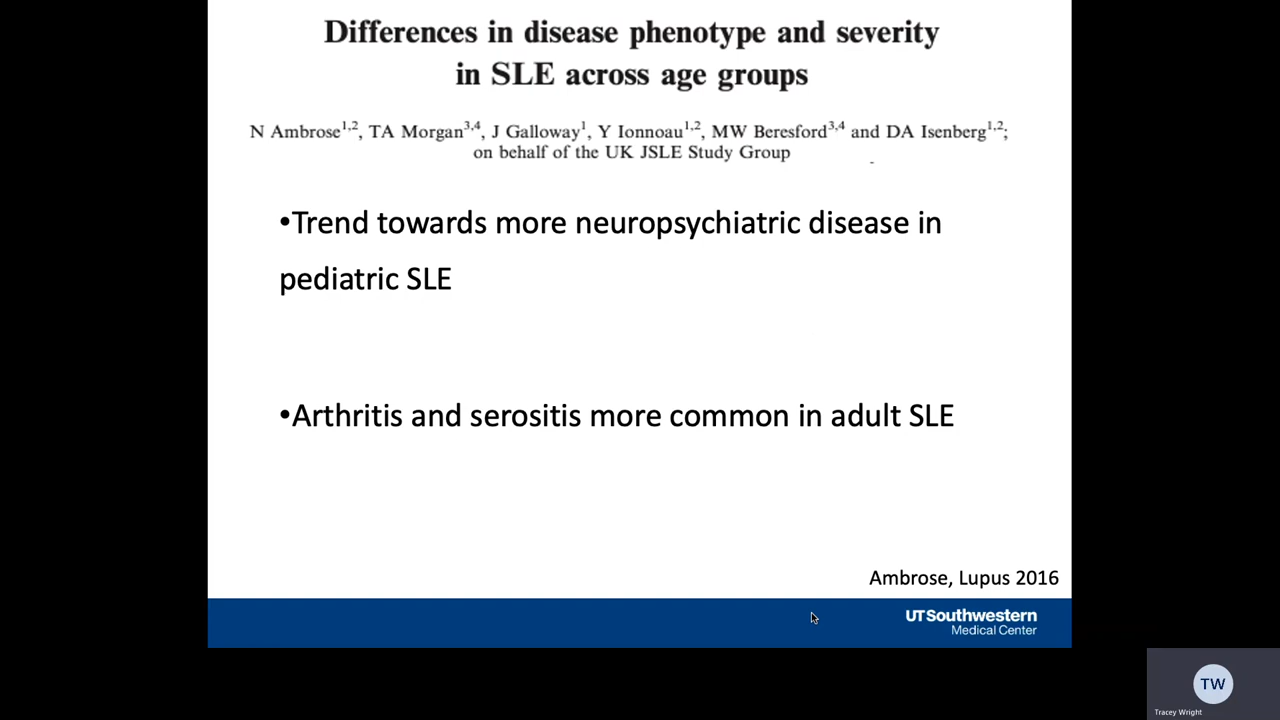 Differences in disease phenotype and severity
in SLE across age groups
N Ambrose1,2, TA Morgan3,4, J Galloway1, Y Ionnoau1,2, MW Beresford3,4 and DA Isenberg1,2;
on behalf of the UK JSLE Study Group
•Trend towards more neuropsychiatric disease in
pediatric SLE
•Arthritis and serositis more common in adult SLE
Ambrose, Lupus 2016
UTSouthwestern
Medical Center
TW
Tracey Wright